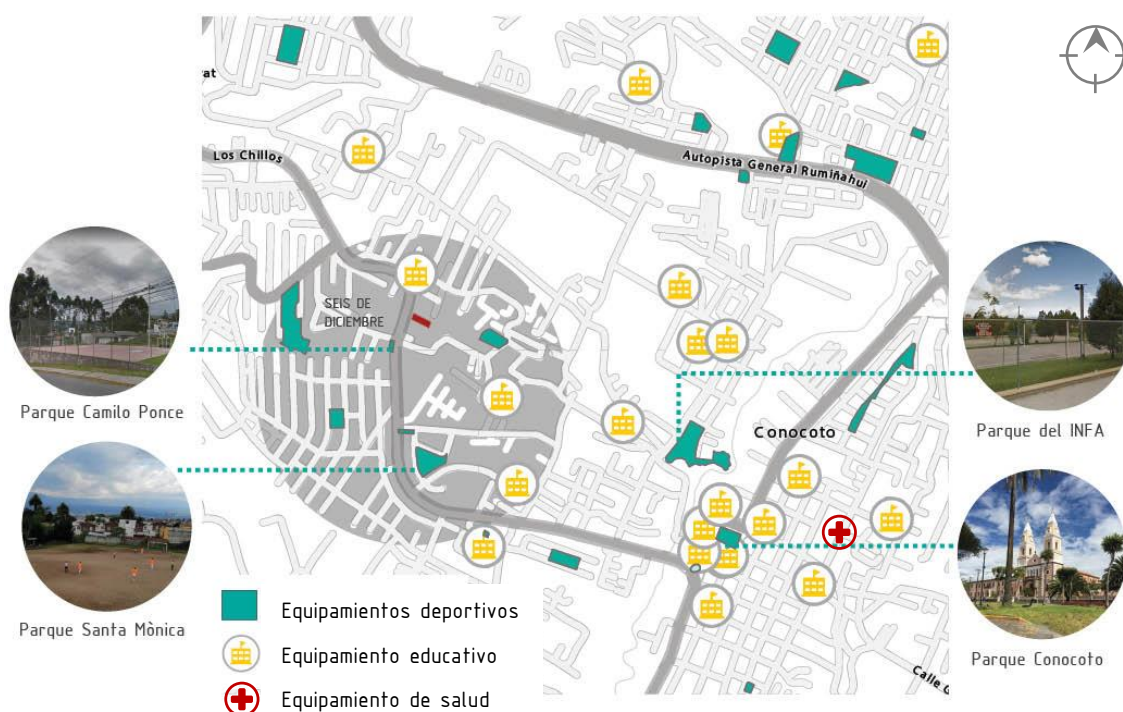 rat
Los Chillos
Autopista General Rumiñahui
SEIS DE
DICIEMBRE
Parque Camilo Ponce
Conocoto
Parque del INFA
Parque Santa Mònica
Parque Conocoto
Calle G
Equipamientos deportivos
Equipamiento educativo
Equipamiento de salud